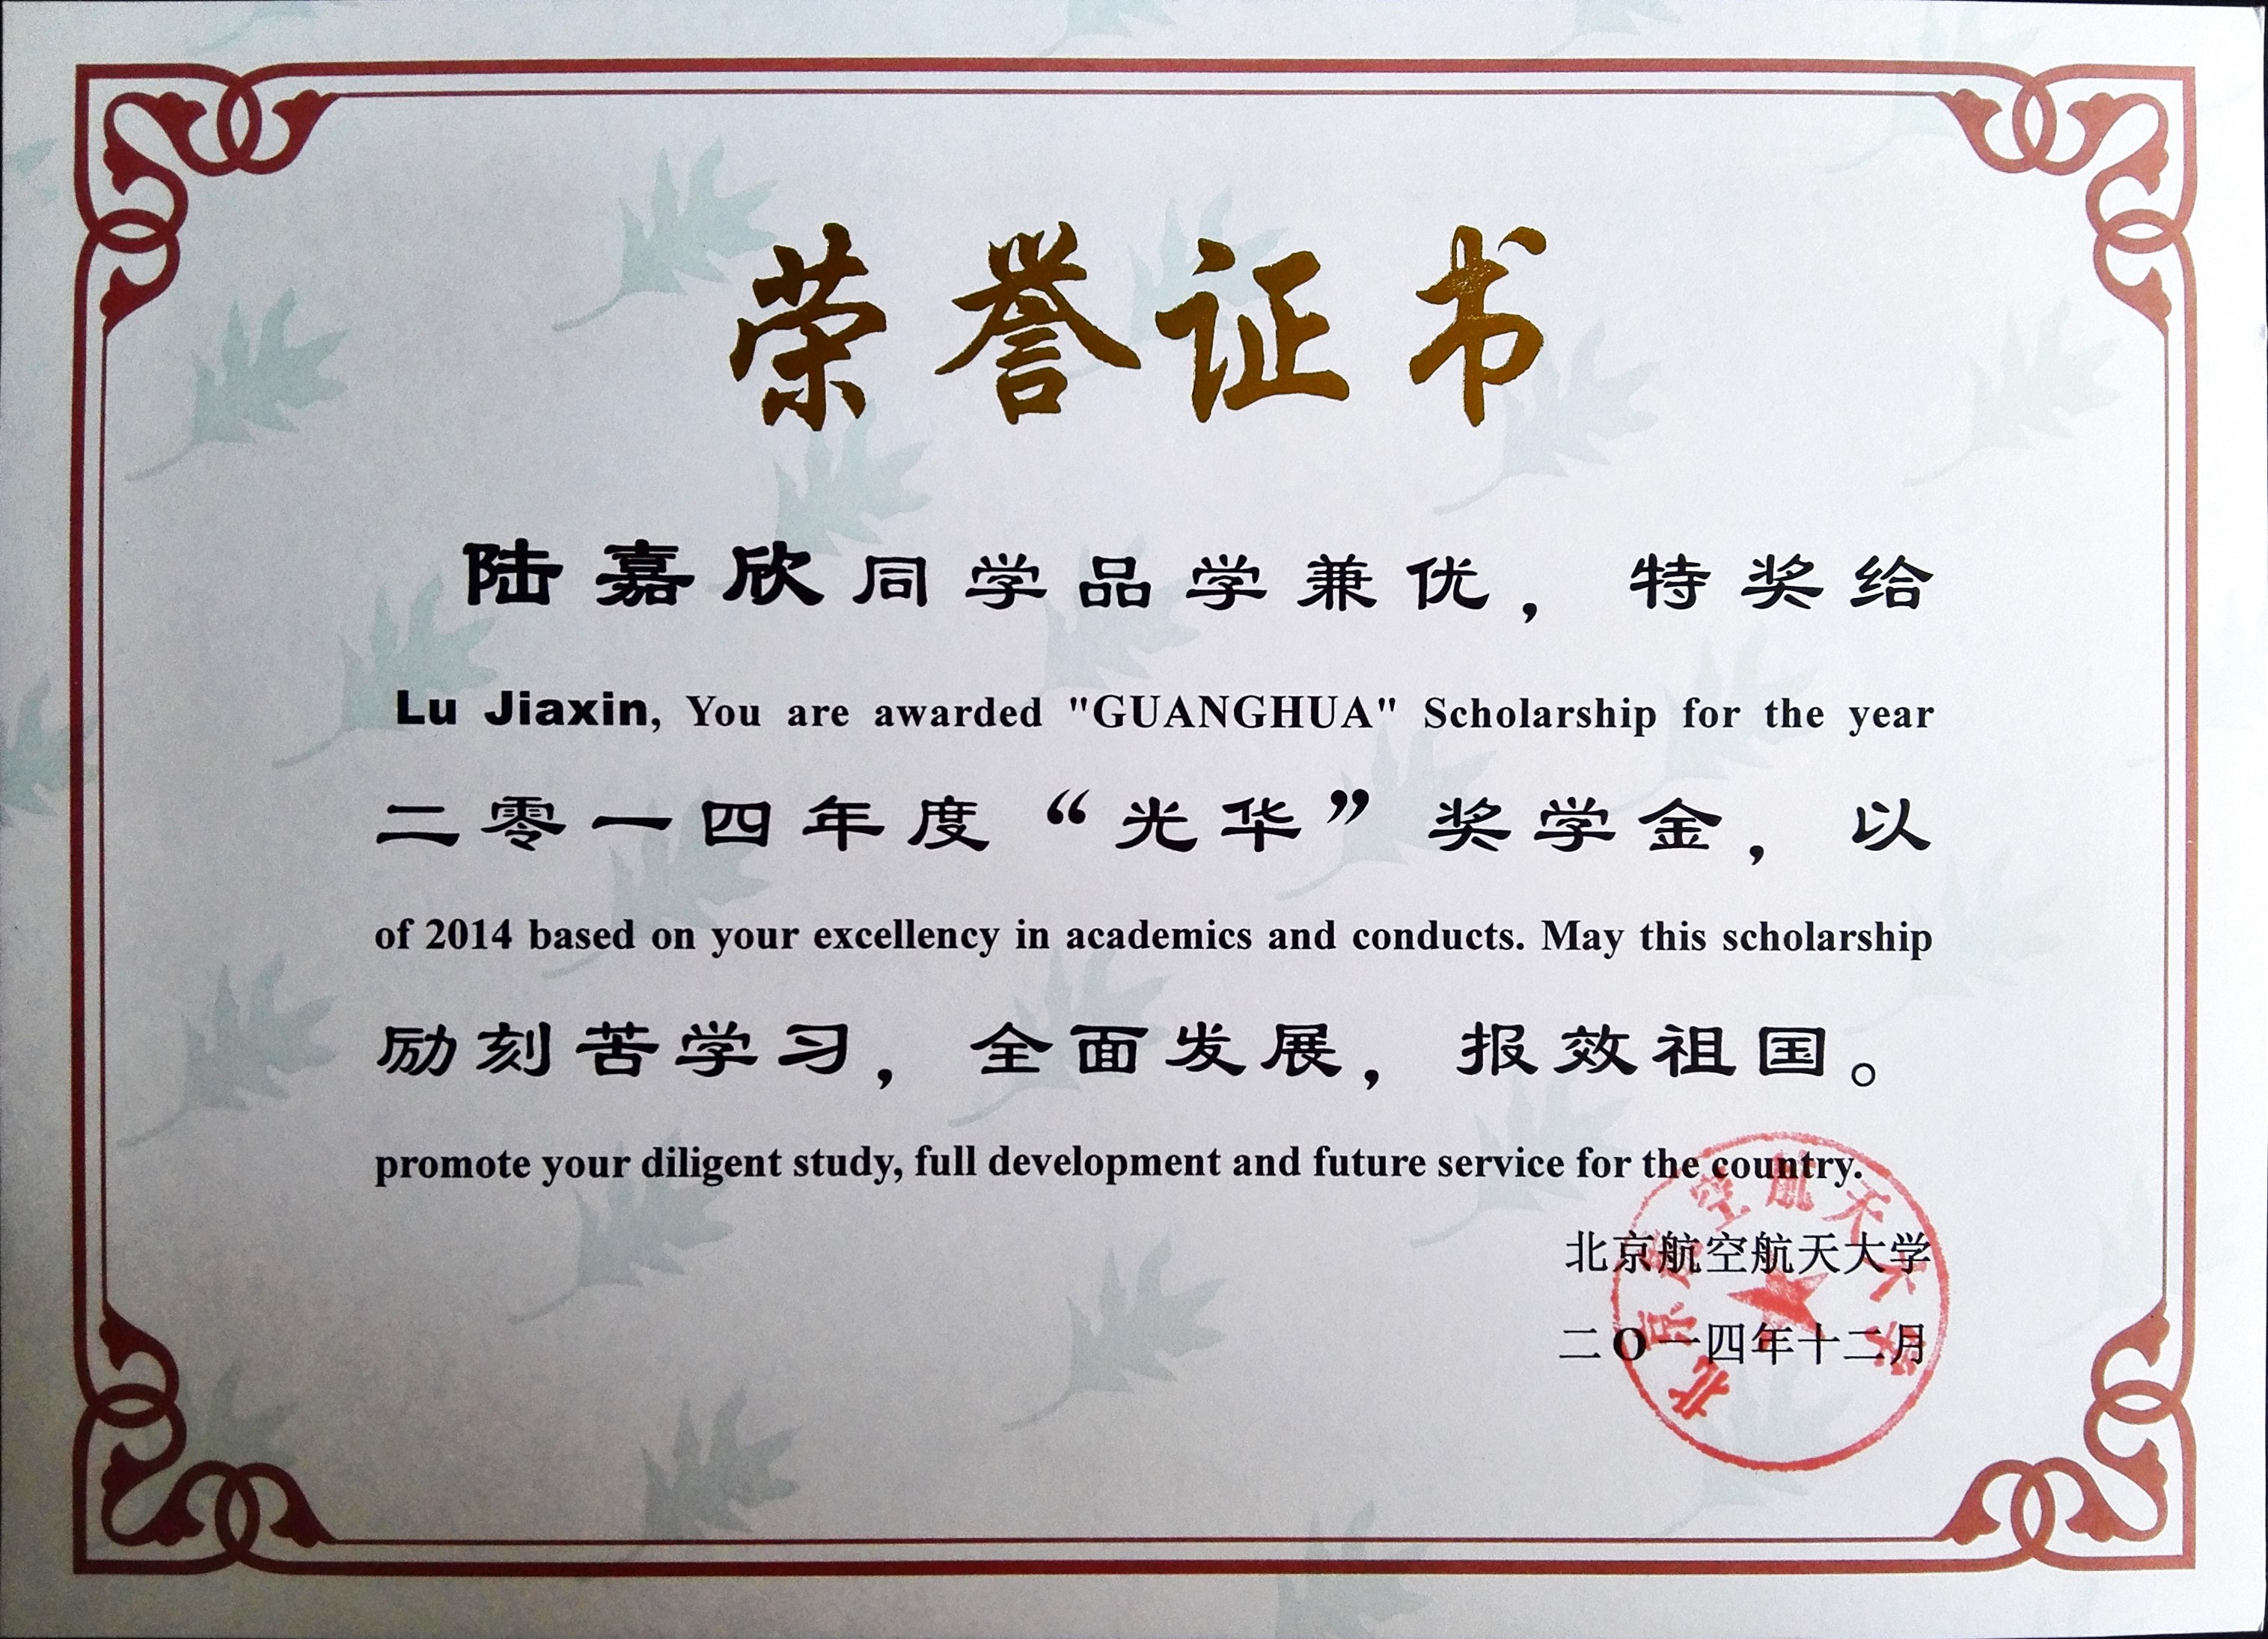 荣誉证书
陆嘉欣同学品学兼优，特奖给
Lu Jiaxin, You are awarded "GUANGHUA" Scholarship for the year
二零一四年度“光华”奖学金，以
of 2014 based on your excellency in academics and conducts. May this scholarship
励刻苦学习，全面发展，报效祖国。
promote your diligent study, full development and future service for the country.
北京航空航天大学
二O一四年十二月
北京航空航天大学